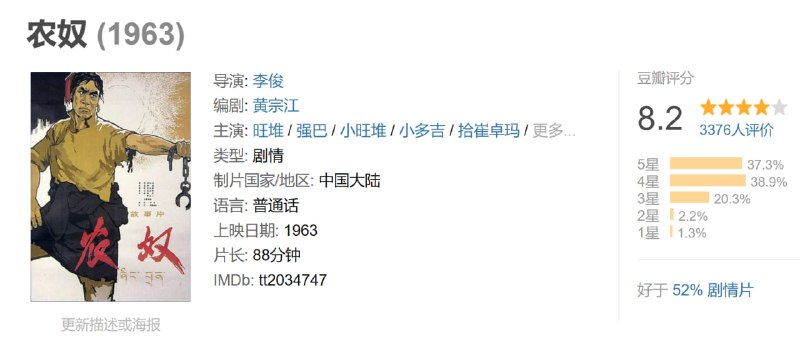 农奴 (1963)
导演: 李俊
编剧: 黄宗江
主演: 旺堆 / 强巴 / 小旺堆 / 小多吉 / 拾崔卓玛 / 更多...
类型: 剧情
制片国家/地区: 中国大陆
语言: 普通话
上映日期: 1963
片长: 88分钟
IMDb: tt2034747
故事片
农奴
ཞིང་བྲན
更新描述或海报
豆瓣评分
8.2
3376人评价
5星 37.3%
4星 38.9%
3星 20.3%
2星 2.2%
1星 1.3%
好于 52% 剧情片